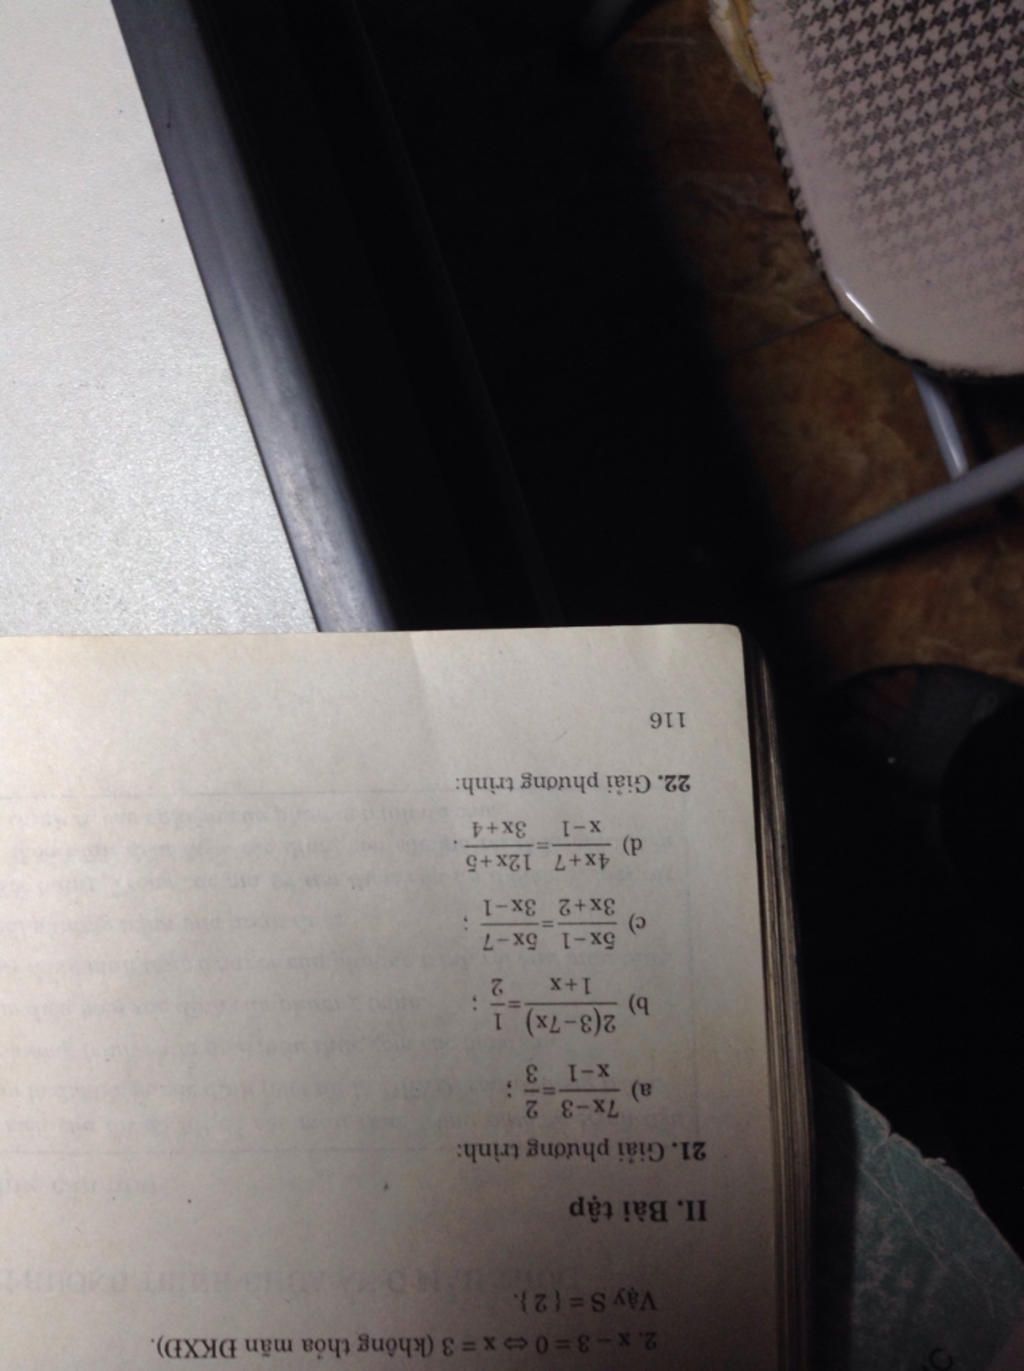 2. x – 3 = 0 ⇔ x = 3 (không thỏa mãn ĐKXĐ).
Vậy S = { 2 }.
II. Bài tập
21. Giải phương trình:
a) (7x–3)/(x–1) = 2/3 ;
b) 2(3–7x)/(1+x) = 1/2 ;
c) (5x–1)/(3x+2) = (5x–7)/(3x–1) ;
d) (4x+7)/(x–1) = (12x+5)/(3x+4)
22. Giải phương trình:
116